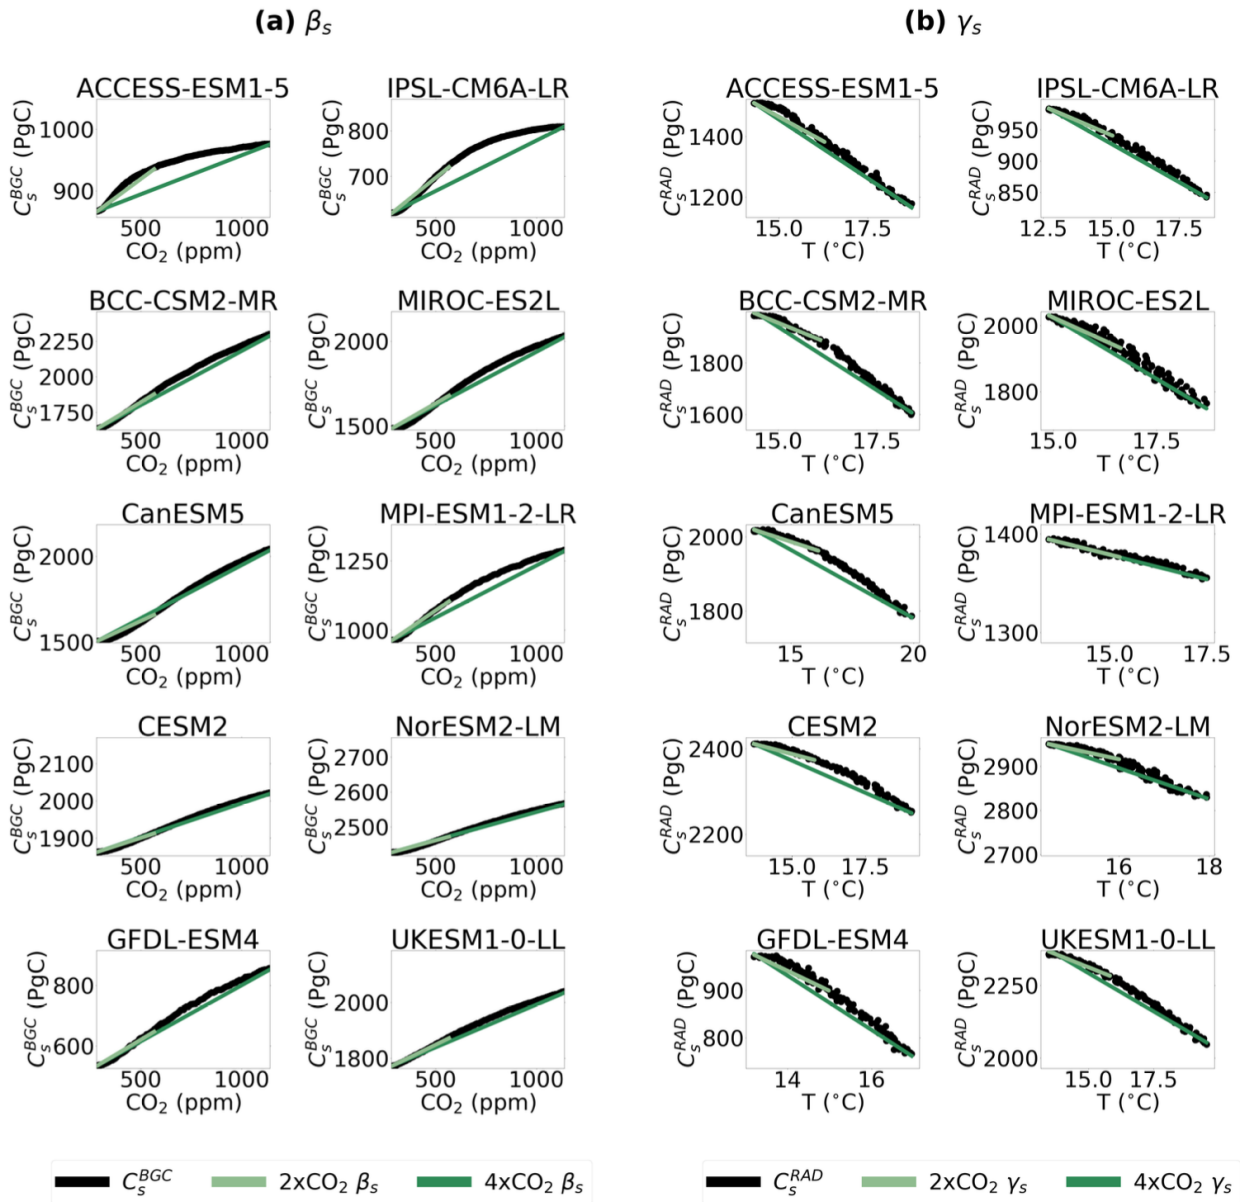 (a) βs
(b) γs
ACCESS-ESM1-5
IPSL-CM6A-LR
ACCESS-ESM1-5
IPSL-CM6A-LR
C_s^BGC (PgC)
1000
900
500
1000
CO₂ (ppm)
C_s^BGC (PgC)
800
700
500
1000
CO₂ (ppm)
C_s^RAD (PgC)
1400
1200
15.0
17.5
T (°C)
C_s^RAD (PgC)
950
900
850
12.5
15.0
17.5
T (°C)
BCC-CSM2-MR
MIROC-ES2L
BCC-CSM2-MR
MIROC-ES2L
C_s^BGC (PgC)
2250
2000
1750
500
1000
CO₂ (ppm)
C_s^BGC (PgC)
2000
1500
500
1000
CO₂ (ppm)
C_s^RAD (PgC)
1800
1600
15.0
17.5
T (°C)
C_s^RAD (PgC)
2000
1800
15.0
17.5
T (°C)
CanESM5
MPI-ESM1-2-LR
CanESM5
MPI-ESM1-2-LR
C_s^BGC (PgC)
2000
1500
500
1000
CO₂ (ppm)
C_s^BGC (PgC)
1250
1000
500
1000
CO₂ (ppm)
C_s^RAD (PgC)
2000
1800
15
20
T (°C)
C_s^RAD (PgC)
1400
1300
15.0
17.5
T (°C)
CESM2
NorESM2-LM
CESM2
NorESM2-LM
C_s^BGC (PgC)
2100
2000
1900
500
1000
CO₂ (ppm)
C_s^BGC (PgC)
2700
2600
2500
500
1000
CO₂ (ppm)
C_s^RAD (PgC)
2400
2200
15.0
17.5
T (°C)
C_s^RAD (PgC)
2900
2800
2700
16
18
T (°C)
GFDL-ESM4
UKESM1-0-LL
GFDL-ESM4
UKESM1-0-LL
C_s^BGC (PgC)
800
600
500
1000
CO₂ (ppm)
C_s^BGC (PgC)
2000
1800
500
1000
CO₂ (ppm)
C_s^RAD (PgC)
900
800
14
16
T (°C)
C_s^RAD (PgC)
2250
2000
15.0
17.5
T (°C)
C_s^BGC
2xCO₂ βs
4xCO₂ βs
C_s^RAD
2xCO₂ γs
4xCO₂ γs